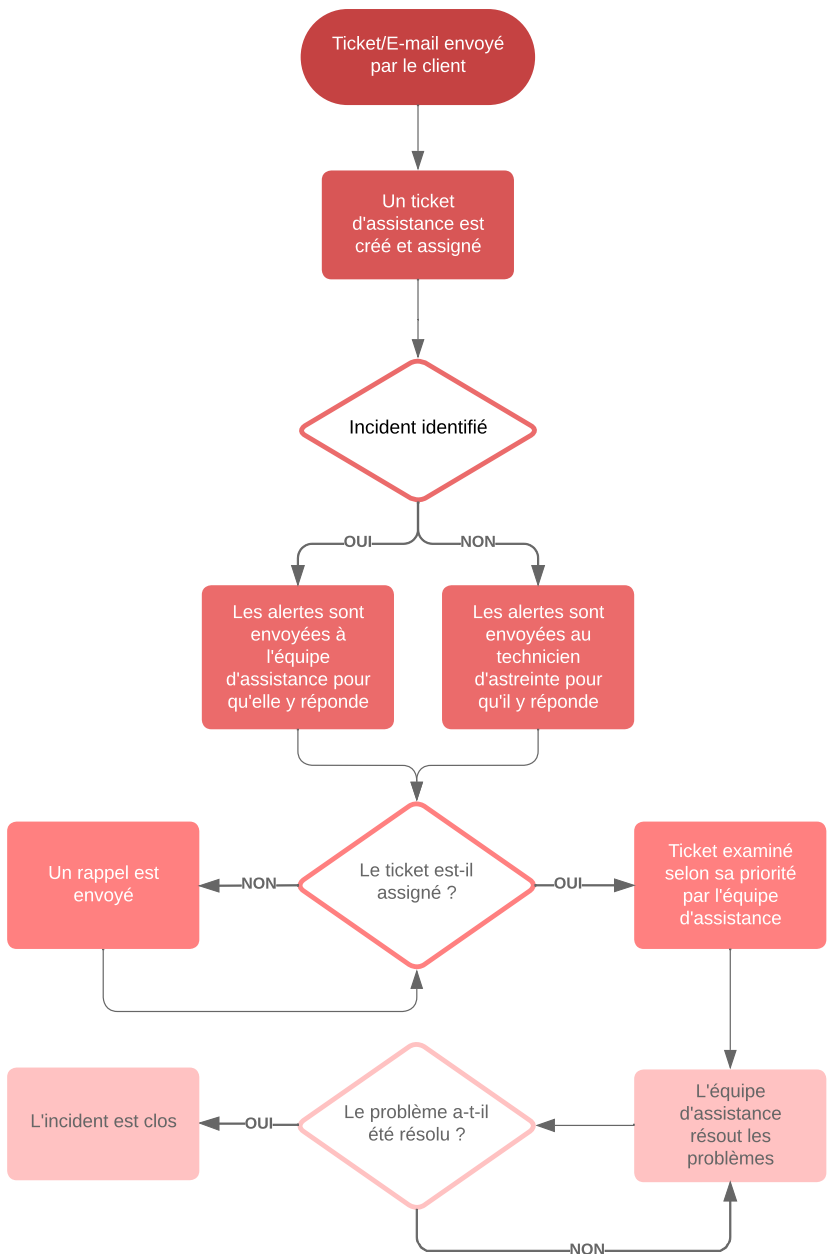 Ticket/E-mail envoyé
par le client
Un ticket
d'assistance est
créé et assigné
Incident identifié
OUI
NON
Les alertes sont
envoyées à
l'équipe
d'assistance pour
qu'elle y réponde
Les alertes sont
envoyées au
technicien
d'astreinte pour
qu'il y réponde
Un rappel est
envoyé
NON
Le ticket est-il
assigné ?
OUI
Ticket examiné
selon sa priorité
par l'équipe
d'assistance
L'incident est clos
OUI
Le problème a-t-il
été résolu ?
L'équipe
d'assistance
résout les
problèmes
NON